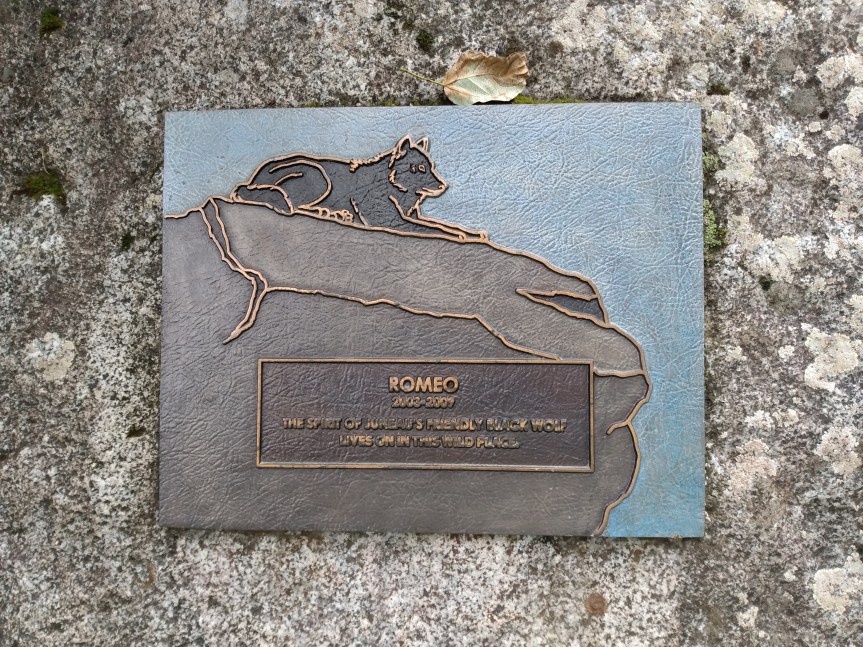 ROMEO
2003-2009
THE SPIRIT OF JUNEAU'S FRIENDLY BLACK WOLF
LIVES ON IN THIS WILD PLACE.